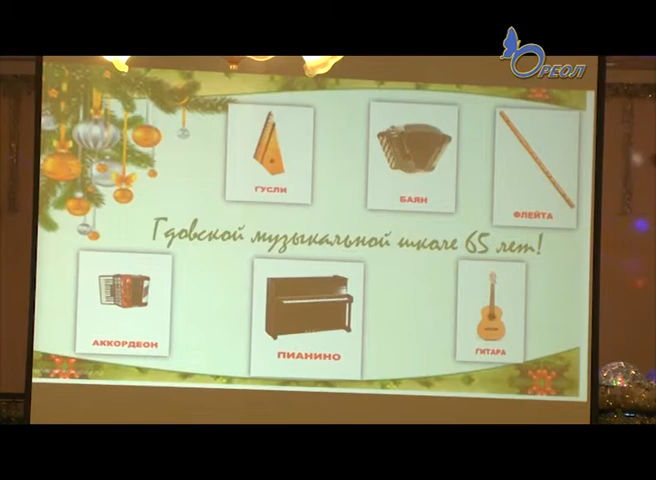 ОРЕОЛ
ГУСЛИ
БАЯН
ФЛЕЙТА
Гдовской музыкальной школе 65 лет!
АККОРДЕОН
ПИАНИНО
ГИТАРА